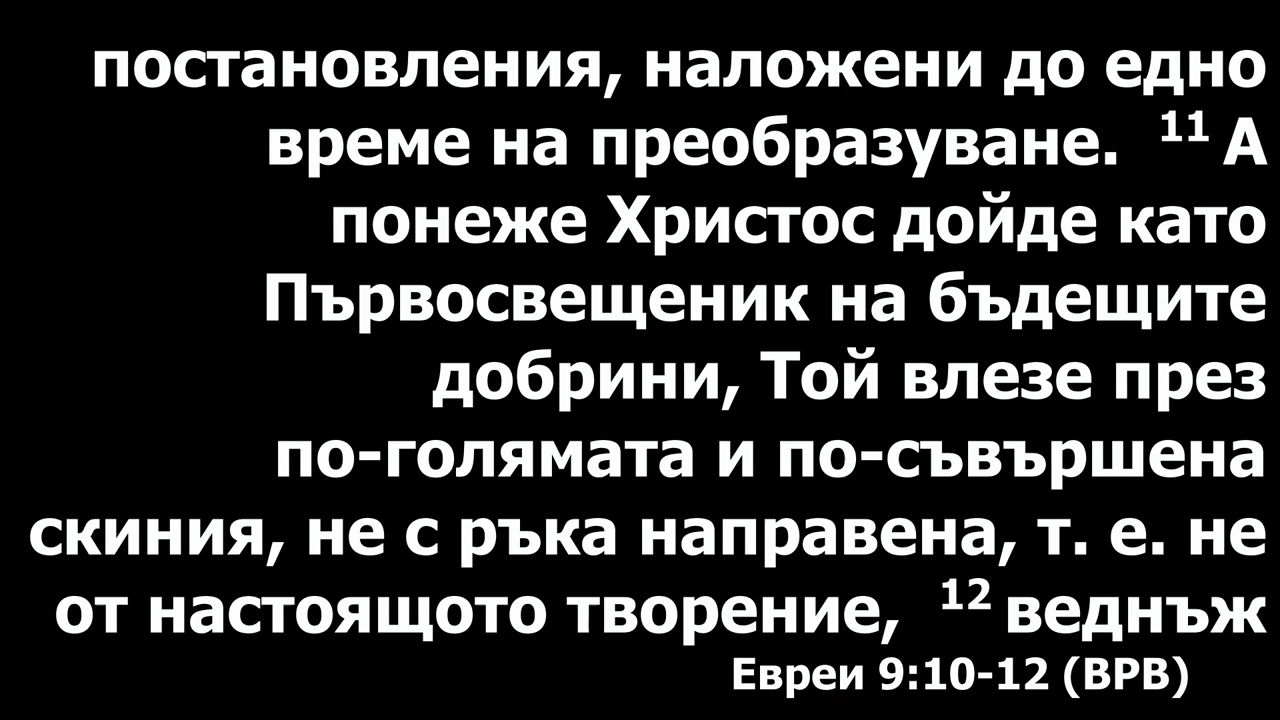 постановления, наложени до едно
време на преобразуване. 11 А
понеже Христос дойде като
Първосвещеник на бъдещите
добрини, Той влезе през
по-голямата и по-съвършена
скиния, не с ръка направена, т. е. не
от настоящото творение, 12 веднъж
Евреи 9:10-12 (ВРВ)